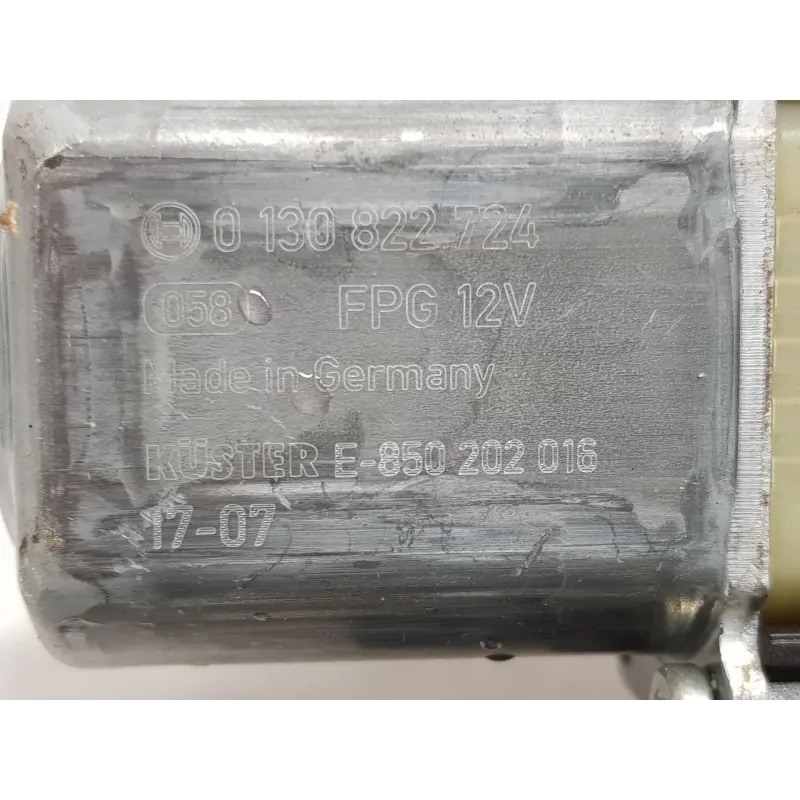 0 130 822 724
058 FPG 12V
Made in Germany
KÜSTER E-850 202 016
17-07